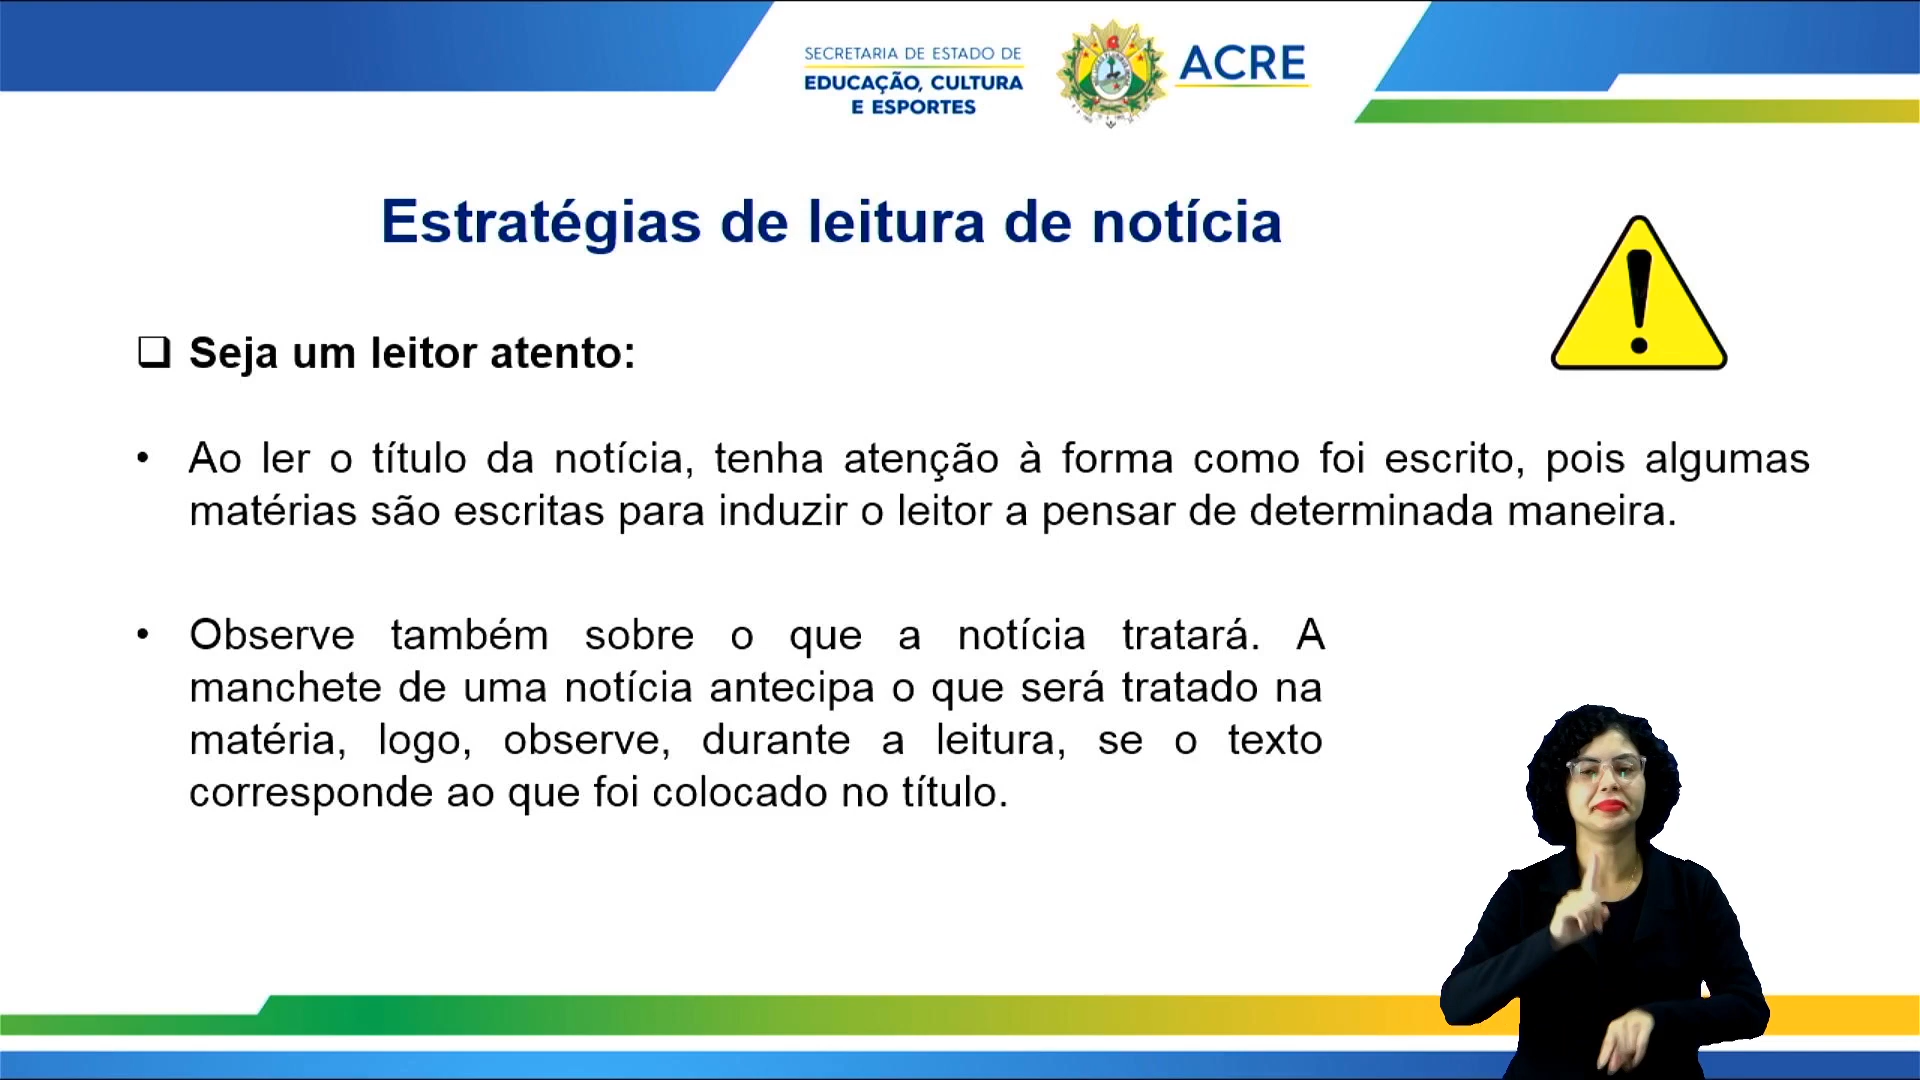 SECRETARIA DE ESTADO DE
EDUCAÇÃO, CULTURA
E ESPORTES
ACRE
Estratégias de leitura de notícia
❑ Seja um leitor atento:
• Ao ler o título da notícia, tenha atenção à forma como foi escrito, pois algumas
matérias são escritas para induzir o leitor a pensar de determinada maneira.
• Observe também sobre o que a notícia tratará. A
manchete de uma notícia antecipa o que será tratado na
matéria, logo, observe, durante a leitura, se o texto
corresponde ao que foi colocado no título.